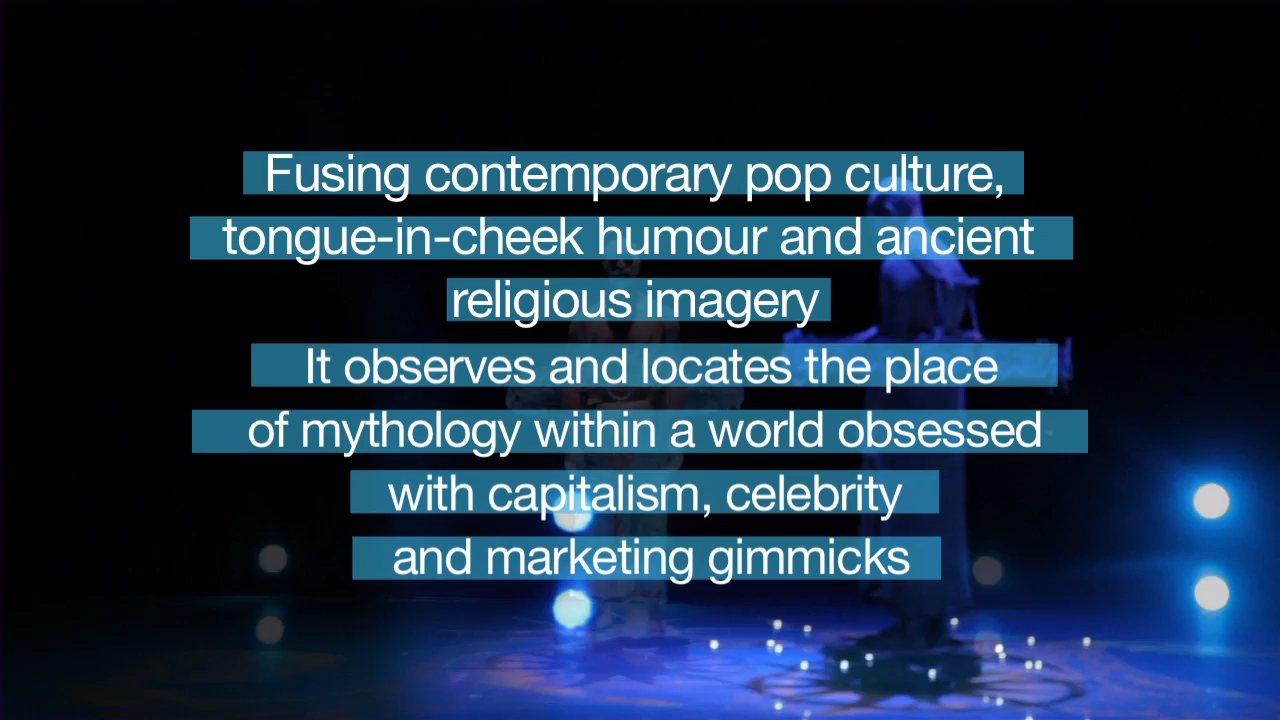 Fusing contemporary pop culture,
tongue-in-cheek humour and ancient
religious imagery
It observes and locates the place
of mythology within a world obsessed
with capitalism, celebrity
and marketing gimmicks